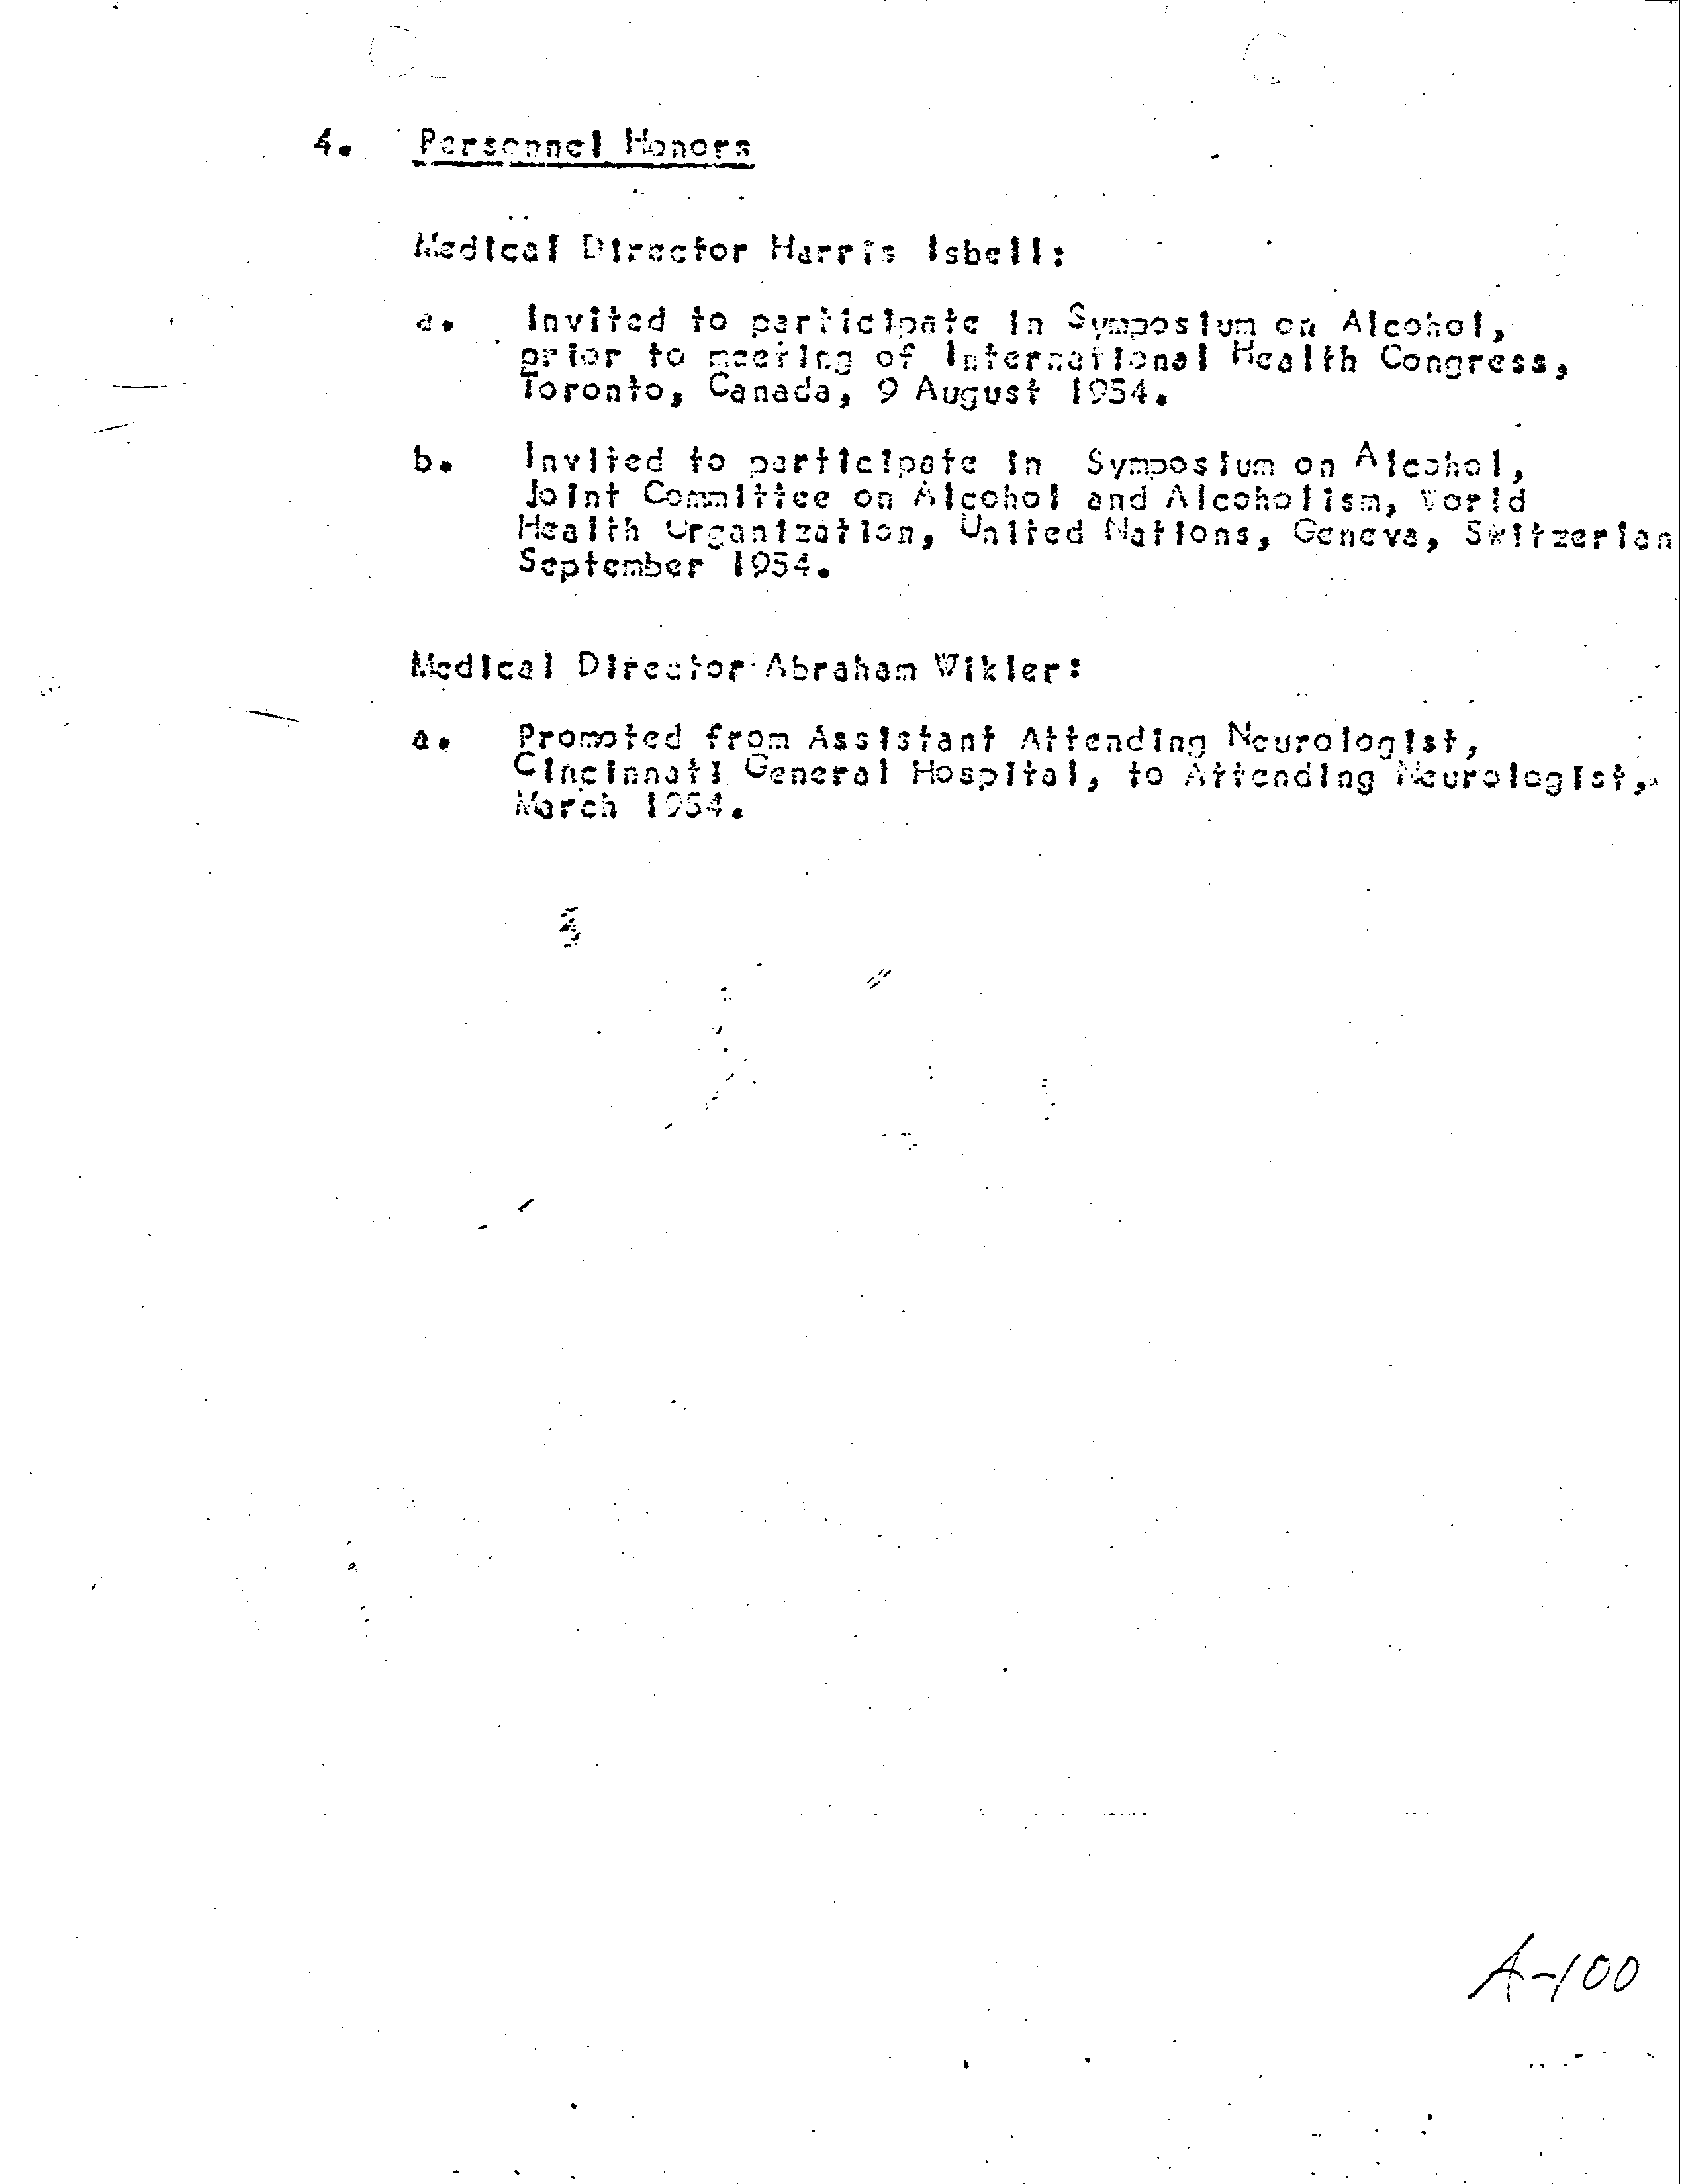 4. Personnel Honors
Medical Director Harris Isbell:
a. Invited to participate in Symposium on Alcohol,
prior to meeting of International Health Congress,
Toronto, Canada, 9 August 1954.
b. Invited to participate in Symposium on Alcohol,
Joint Committee on Alcohol and Alcoholism, World
Health Organization, United Nations, Geneva, Switzerlan
September 1954.
Medical Director Abraham Wikler:
a. Promoted from Assistant Attending Neurologist,
Cincinnati General Hospital, to Attending Neurologist,
March 1954.
A-100